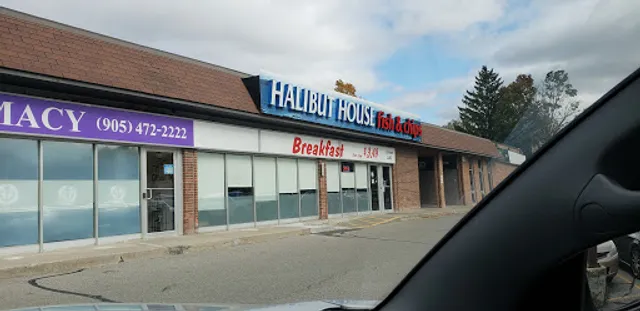 MACY (905) 472-2222
HALIBUT HOUSE Fish & Chips
Breakfast